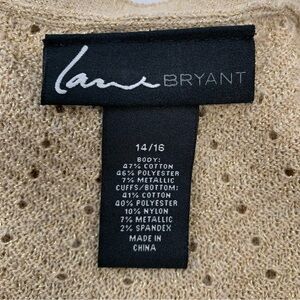 Lane BRYANT
14/16
BODY:
47% COTTON
46% POLYESTER
7% METALLIC
CUFFS/BOTTOM:
41% COTTON
40% POLYESTER
10% NYLON
7% METALLIC
2% SPANDEX
MADE IN
CHINA